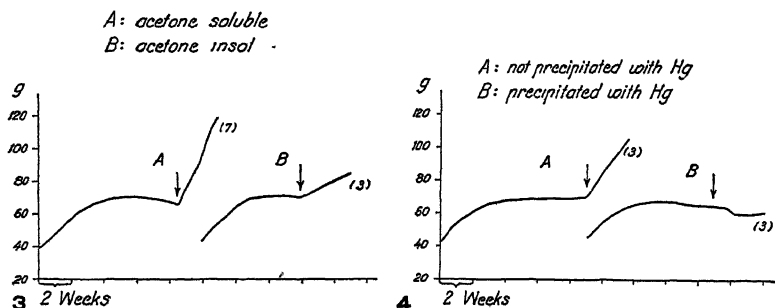 A: acetone soluble
B: acetone insol
g
120
100
80
60
40
20
A
(7)
B
(3)
3
2 Weeks
A: not precipitated with Hg
B: precipitated with Hg
g
120
100
80
60
40
20
A
(3)
B
(3)
4
2 Weeks